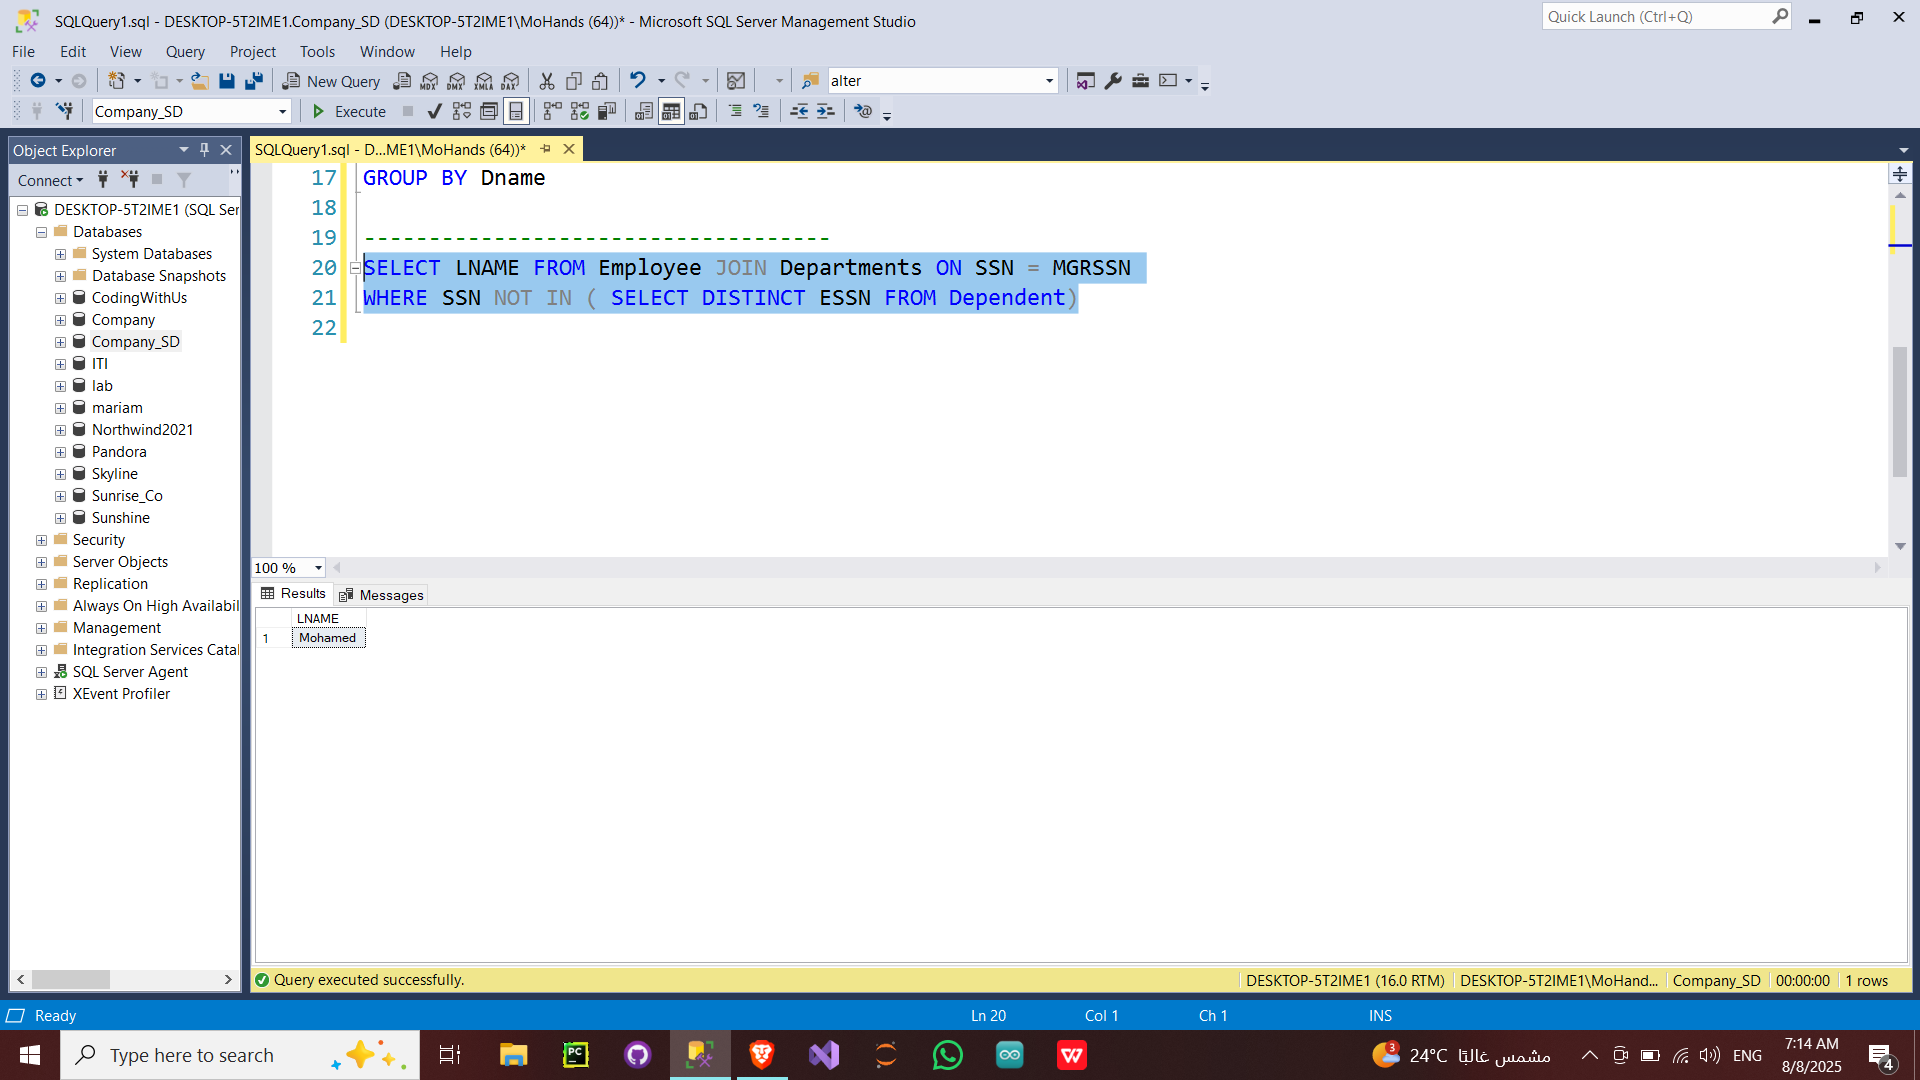 SQLQuery1.sql - DESKTOP-5T2IME1.Company_SD (DESKTOP-5T2IME1\MoHands (64))* - Microsoft SQL Server Management Studio
Quick Launch (Ctrl+Q)
File Edit View Query Project Tools Window Help
New Query MDX DMX XMLA DAX alter
Company_SD Execute
Object Explorer
Connect
DESKTOP-5T2IME1 (SQL Ser
Databases
System Databases
Database Snapshots
CodingWithUs
Company
Company_SD
ITI
lab
mariam
Northwind2021
Pandora
Skyline
Sunrise_Co
Sunshine
Security
Server Objects
Replication
Always On High Availabil
Management
Integration Services Catal
SQL Server Agent
XEvent Profiler
SQLQuery1.sql - D...ME1\MoHands (64))*
17 GROUP BY Dname
18
19 ------------------------------------
20 SELECT LNAME FROM Employee JOIN Departments ON SSN = MGRSSN
21 WHERE SSN NOT IN ( SELECT DISTINCT ESSN FROM Dependent)
22
100 %
Results Messages
LNAME
1 Mohamed
Query executed successfully. DESKTOP-5T2IME1 (16.0 RTM) DESKTOP-5T2IME1\MoHand... Company_SD 00:00:00 1 rows
Ready Ln 20 Col 1 Ch 1 INS
Type here to search
PC
W
3
24°C مشمس غالبًا
ENG
7:14 AM
8/8/2025
4